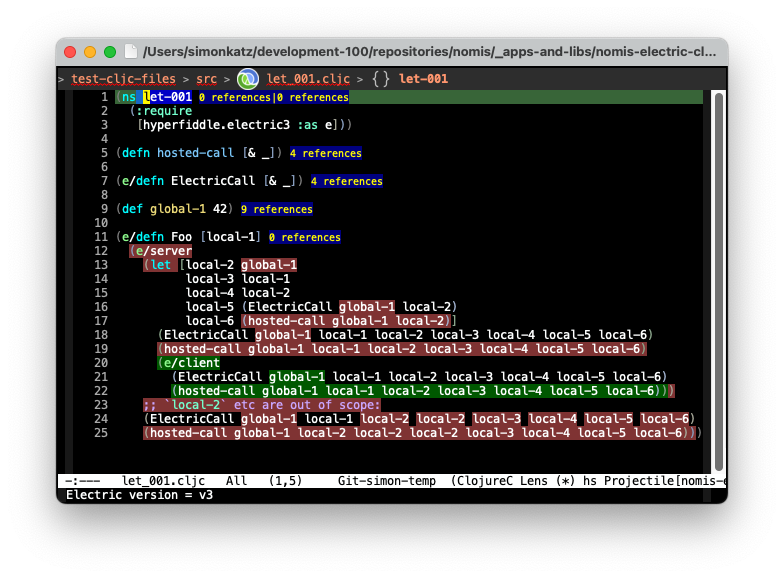 /Users/simonkatz/development-100/repositories/nomis/_apps-and-libs/nomis-electric-cl…
> test-cljc-files > src > let_001.cljc > {} let-001
1 (ns let-001 0 references|0 references
2   (:require
3    [hyperfiddle.electric3 :as e]))
4
5 (defn hosted-call [& _]) 4 references
6
7 (e/defn ElectricCall [& _]) 4 references
8
9 (def global-1 42) 9 references
10
11 (e/defn Foo [local-1] 0 references
12   (e/server
13     (let [local-2 global-1
14           local-3 local-1
15           local-4 local-2
16           local-5 (ElectricCall global-1 local-2)
17           local-6 (hosted-call global-1 local-2)]
18       (ElectricCall global-1 local-1 local-2 local-3 local-4 local-5 local-6)
19       (hosted-call global-1 local-1 local-2 local-3 local-4 local-5 local-6)
20       (e/client
21         (ElectricCall global-1 local-1 local-2 local-3 local-4 local-5 local-6)
22         (hosted-call global-1 local-1 local-2 local-3 local-4 local-5 local-6)))
23     ;; `local-2` etc are out of scope:
24     (ElectricCall global-1 local-1 local-2 local-2 local-3 local-4 local-5 local-6)
25     (hosted-call global-1 local-2 local-2 local-2 local-3 local-4 local-5 local-6)))
-:---   let_001.cljc   All   (1,5)     Git-simon-temp  (ClojureC Lens (*) hs Projectile[nomis-e
Electric version = v3